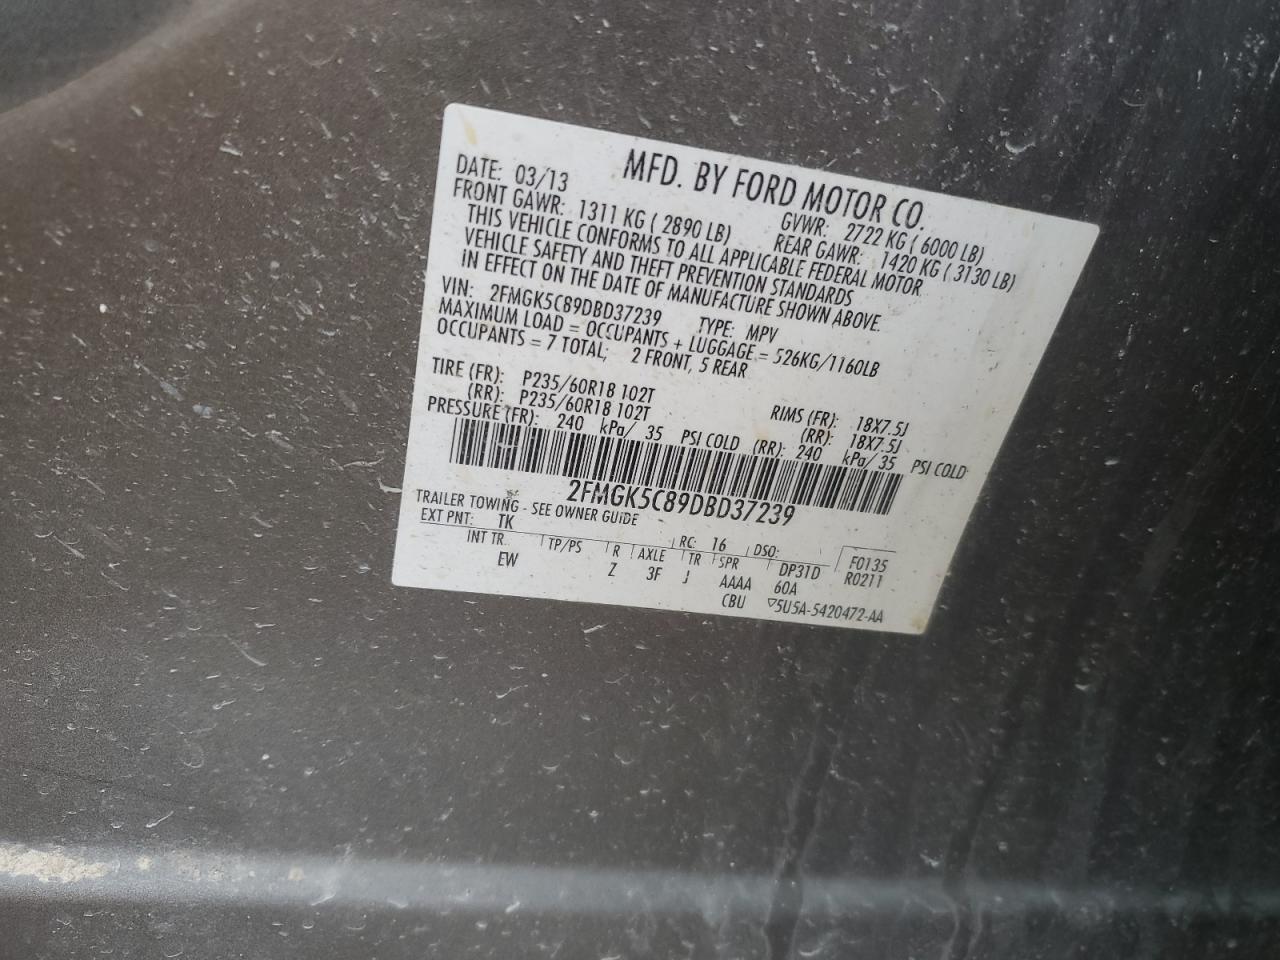 MFD. BY FORD MOTOR CO.
DATE: 03/13 GVWR: 2722 KG ( 6000 LB)
FRONT GAWR: 1311 KG ( 2890 LB) REAR GAWR: 1420 KG ( 3130 LB)
THIS VEHICLE CONFORMS TO ALL APPLICABLE FEDERAL MOTOR
VEHICLE SAFETY AND THEFT PREVENTION STANDARDS
IN EFFECT ON THE DATE OF MANUFACTURE SHOWN ABOVE.
VIN: 2FMGK5C89DBD37239 TYPE: MPV
MAXIMUM LOAD = OCCUPANTS + LUGGAGE = 526KG/1160LB
OCCUPANTS = 7 TOTAL; 2 FRONT, 5 REAR
TIRE (FR): P235/60R18 102T RIMS (FR): 18X7.5J
(RR): P235/60R18 102T (RR): 18X7.5J
PRESSURE (FR): 240 kPa/ 35 PSI COLD (RR): 240 kPa/ 35 PSI COLD
2FMGK5C89DBD37239
TRAILER TOWING - SEE OWNER GUIDE
EXT PNT: TK RC: 16 DSO: F0135
INT TR TP/PS R AXLE TR SPR DP31D R0211
EW Z 3F J AAAA 60A
CBU ▽5U5A-5420472-AA